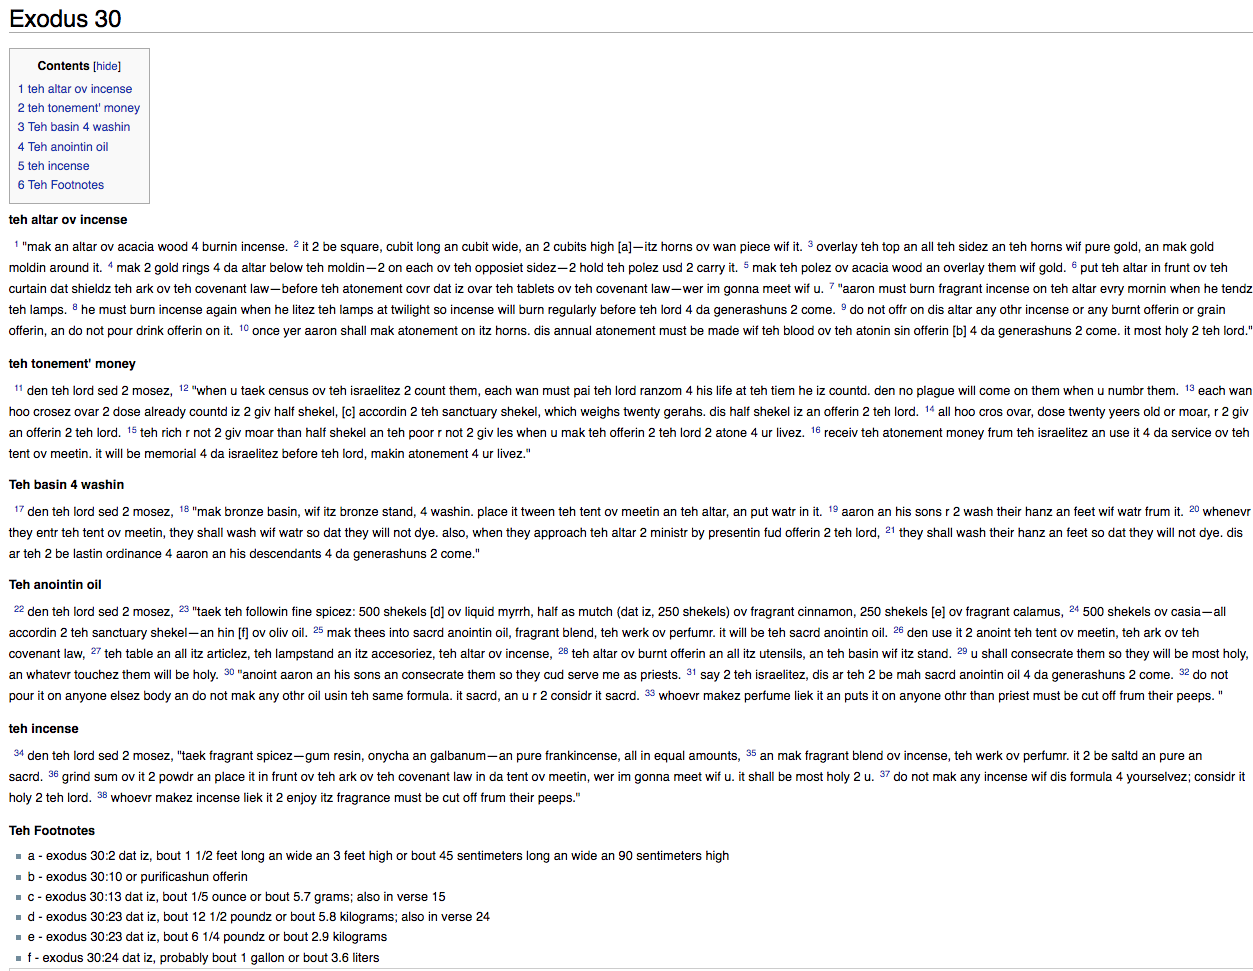 Exodus 30
Contents [hide]
1 teh altar ov incense
2 teh tonement' money
3 Teh basin 4 washin
4 Teh anointin oil
5 teh incense
6 Teh Footnotes
teh altar ov incense
1 "mak an altar ov acacia wood 4 burnin incense. 2 it 2 be square, cubit long an cubit wide, an 2 cubits high [a]—itz horns ov wan piece wif it. 3 overlay teh top an all teh sidez an teh horns wif pure gold, an mak gold
moldin around it. 4 mak 2 gold rings 4 da altar below teh moldin—2 on each ov teh opposiet sidez—2 hold teh polez usd 2 carry it. 5 mak teh polez ov acacia wood an overlay them wif gold. 6 put teh altar in frunt ov teh
curtain dat shieldz teh ark ov teh covenant law—before teh atonement covr dat iz ovar teh tablets ov teh covenant law—wer im gonna meet wif u. 7 "aaron must burn fragrant incense on teh altar evry mornin when he tendz
teh lamps. 8 he must burn incense again when he litez teh lamps at twilight so incense will burn regularly before teh lord 4 da generashuns 2 come. 9 do not offr on dis altar any othr incense or any burnt offerin or grain
offerin, an do not pour drink offerin on it. 10 once yer aaron shall mak atonement on itz horns. dis annual atonement must be made wif teh blood ov teh atonin sin offerin [b] 4 da generashuns 2 come. it most holy 2 teh lord."
teh tonement' money
11 den teh lord sed 2 mosez, 12 "when u taek census ov teh israelitez 2 count them, each wan must pai teh lord ranzom 4 his life at teh tiem he iz countd. den no plague will come on them when u numbr them. 13 each wan
hoo crosez ovar 2 dose already countd iz 2 giv half shekel, [c] accordin 2 teh sanctuary shekel, which weighs twenty gerahs. dis half shekel iz an offerin 2 teh lord. 14 all hoo cros ovar, dose twenty yeers old or moar, r 2 giv
an offerin 2 teh lord. 15 teh rich r not 2 giv moar than half shekel an teh poor r not 2 giv les when u mak teh offerin 2 teh lord 2 atone 4 ur livez. 16 receiv teh atonement money frum teh israelitez an use it 4 da service ov teh
tent ov meetin. it will be memorial 4 da israelitez before teh lord, makin atonement 4 ur livez."
Teh basin 4 washin
17 den teh lord sed 2 mosez, 18 "mak bronze basin, wif itz bronze stand, 4 washin. place it tween teh tent ov meetin an teh altar, an put watr in it. 19 aaron an his sons r 2 wash their hanz an feet wif watr frum it. 20 whenevr
they entr teh tent ov meetin, they shall wash wif watr so dat they will not dye. also, when they approach teh altar 2 ministr by presentin fud offerin 2 teh lord, 21 they shall wash their hanz an feet so dat they will not dye. dis
ar teh 2 be lastin ordinance 4 aaron an his descendants 4 da generashuns 2 come."
Teh anointin oil
22 den teh lord sed 2 mosez, 23 "taek teh followin fine spicez: 500 shekels [d] ov liquid myrrh, half as mutch (dat iz, 250 shekels) ov fragrant cinnamon, 250 shekels [e] ov fragrant calamus, 24 500 shekels ov casia—all
accordin 2 teh sanctuary shekel—an hin [f] ov oliv oil. 25 mak thees into sacrd anointin oil, fragrant blend, teh werk ov perfumr. it will be teh sacrd anointin oil. 26 den use it 2 anoint teh tent ov meetin, teh ark ov teh
covenant law, 27 teh table an all itz articlez, teh lampstand an itz accesoriez, teh altar ov incense, 28 teh altar ov burnt offerin an all itz utensils, an teh basin wif itz stand. 29 u shall consecrate them so they will be most holy,
an whatevr touchez them will be holy. 30 "anoint aaron an his sons an consecrate them so they cud serve me as priests. 31 say 2 teh israelitez, dis ar teh 2 be mah sacrd anointin oil 4 da generashuns 2 come. 32 do not
pour it on anyone elsez body an do not mak any othr oil usin teh same formula. it sacrd, an u r 2 considr it sacrd. 33 whoevr makez perfume liek it an puts it on anyone othr than priest must be cut off frum their peeps. "
teh incense
34 den teh lord sed 2 mosez, "taek fragrant spicez—gum resin, onycha an galbanum—an pure frankincense, all in equal amounts, 35 an mak fragrant blend ov incense, teh werk ov perfumr. it 2 be saltd an pure an
sacrd. 36 grind sum ov it 2 powdr an place it in frunt ov teh ark ov teh covenant law in da tent ov meetin, wer im gonna meet wif u. it shall be most holy 2 u. 37 do not mak any incense wif dis formula 4 yourselvez; considr it
holy 2 teh lord. 38 whoevr makez incense liek it 2 enjoy itz fragrance must be cut off frum their peeps."
Teh Footnotes
a - exodus 30:2 dat iz, bout 1 1/2 feet long an wide an 3 feet high or bout 45 sentimeters long an wide an 90 sentimeters high
b - exodus 30:10 or purificashun offerin
c - exodus 30:13 dat iz, bout 1/5 ounce or bout 5.7 grams; also in verse 15
d - exodus 30:23 dat iz, bout 12 1/2 poundz or bout 5.8 kilograms; also in verse 24
e - exodus 30:23 dat iz, bout 6 1/4 poundz or bout 2.9 kilograms
f - exodus 30:24 dat iz, probably bout 1 gallon or bout 3.6 liters